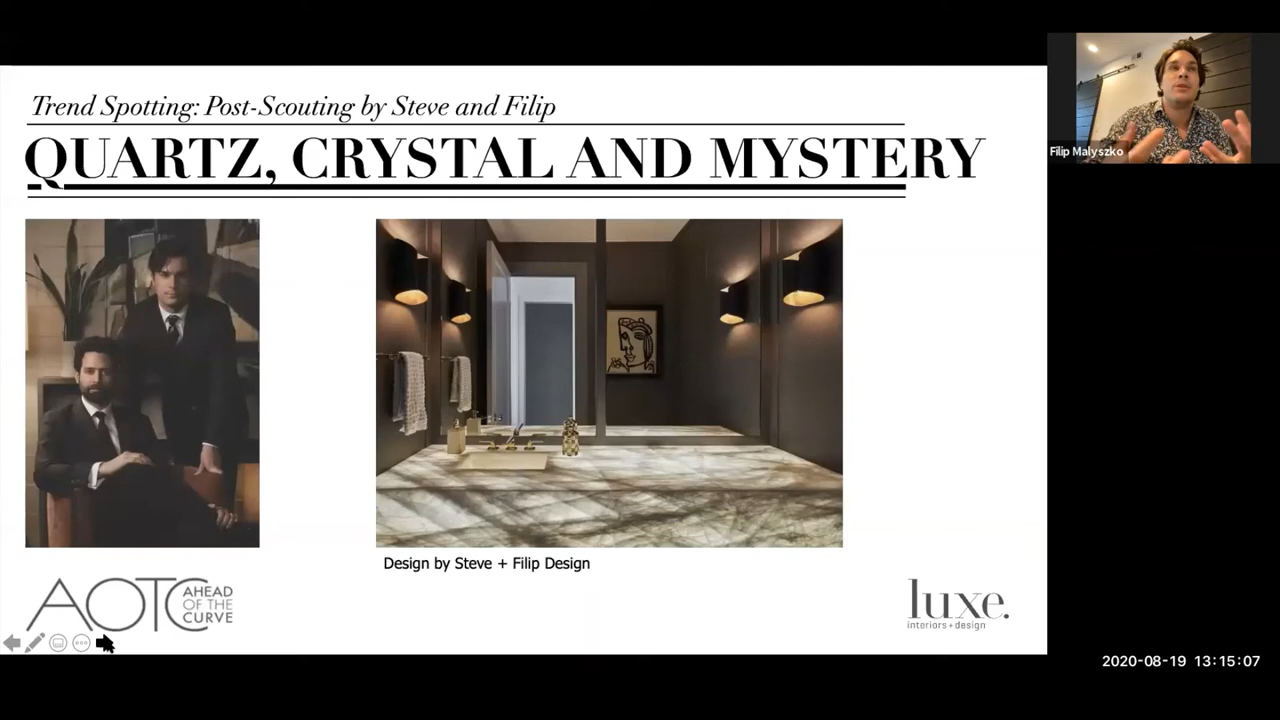 Trend Spotting: Post-Scouting by Steve and Filip
QUARTZ, CRYSTAL AND MYSTERY
Filip Malyszko
Design by Steve + Filip Design
AOTC AHEAD
OF THE
CURVE
luxe.
interiors + design
2020-08-19 13:15:07